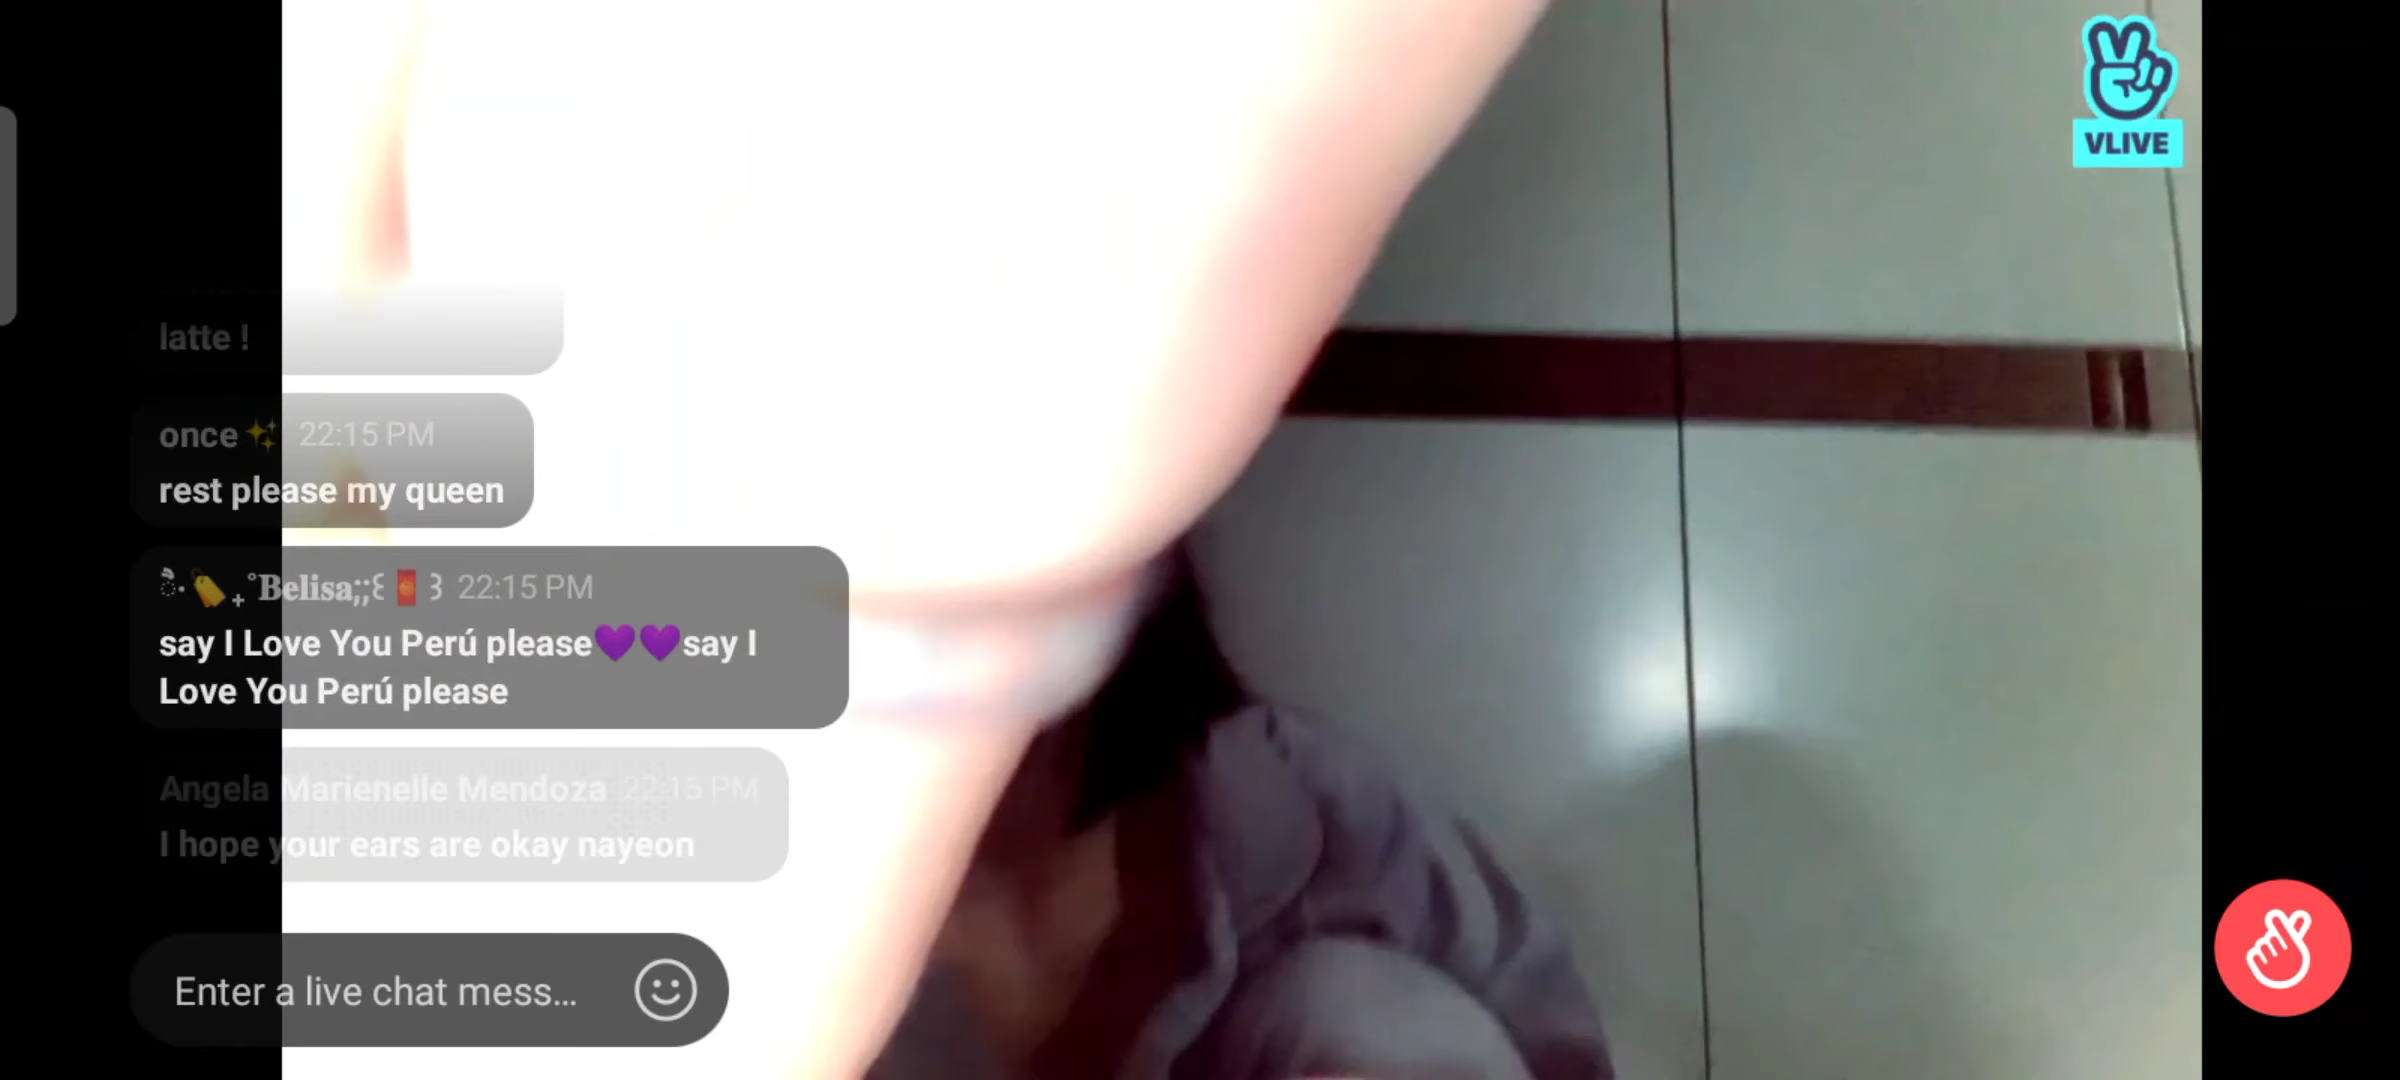 VLIVE
latte !
once✨ 22:15 PM
rest please my queen
ೃ࿔·🏷️₊˚𝐁𝐞𝐥𝐢𝐬𝐚;;꒰🧧꒱ 22:15 PM
say I Love You Perú please💜💜say I
Love You Perú please
Angela Marienelle Mendoza 22:15 PM
I hope your ears are okay nayeon
Enter a live chat mess...